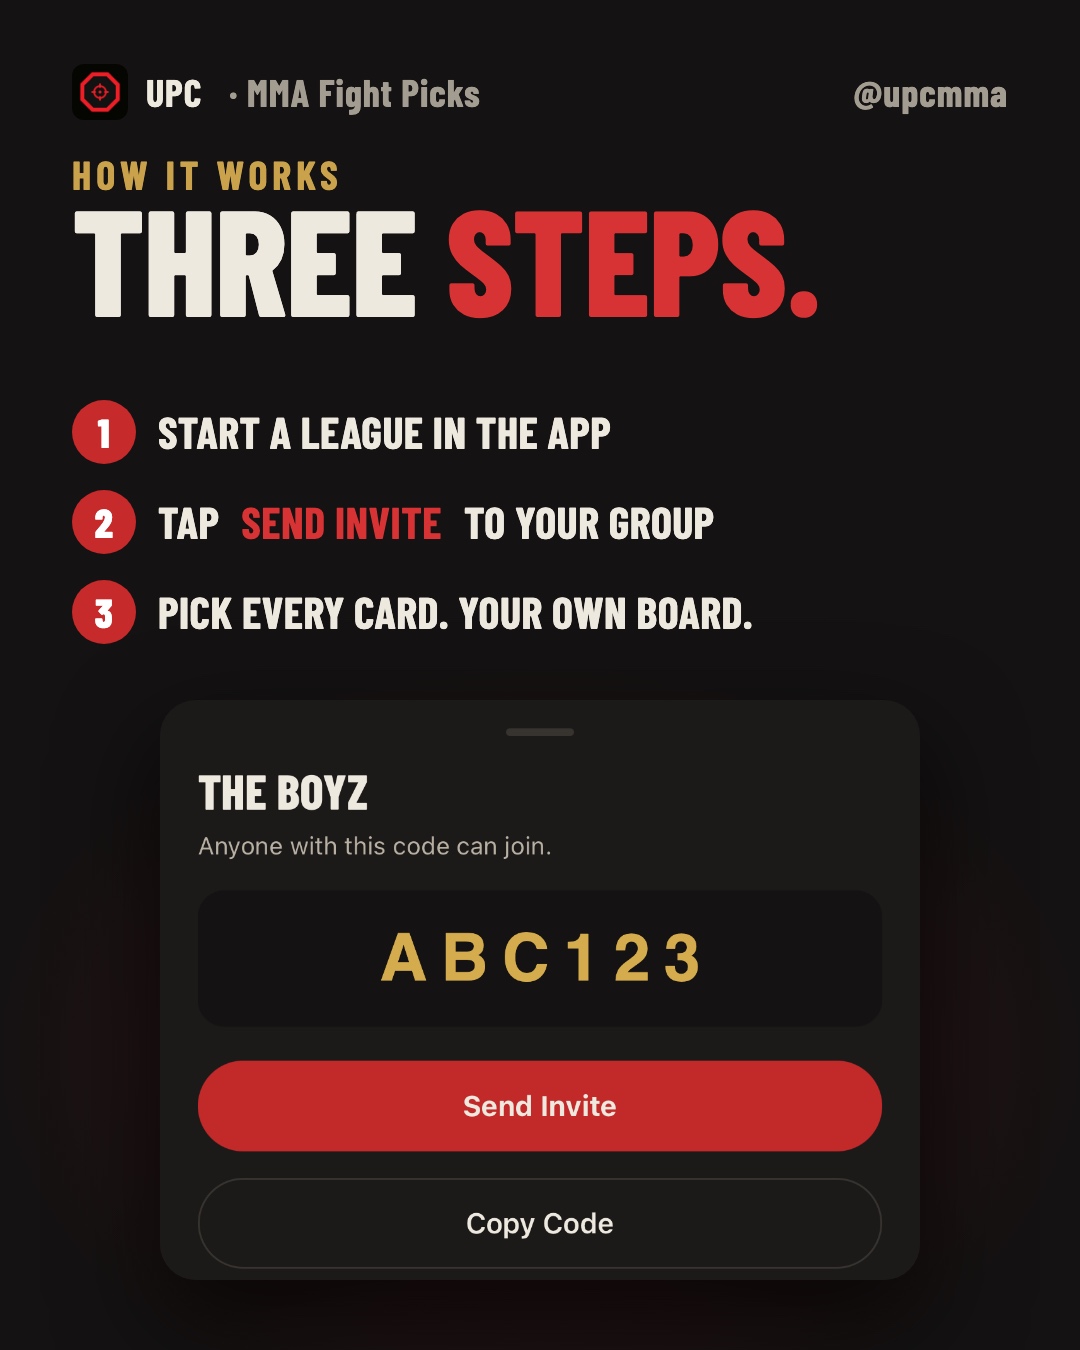 UPC · MMA Fight Picks
@upcmma
HOW IT WORKS
THREE STEPS.
1 START A LEAGUE IN THE APP
2 TAP SEND INVITE TO YOUR GROUP
3 PICK EVERY CARD. YOUR OWN BOARD.
THE BOYZ
Anyone with this code can join.
ABC123
Send Invite
Copy Code